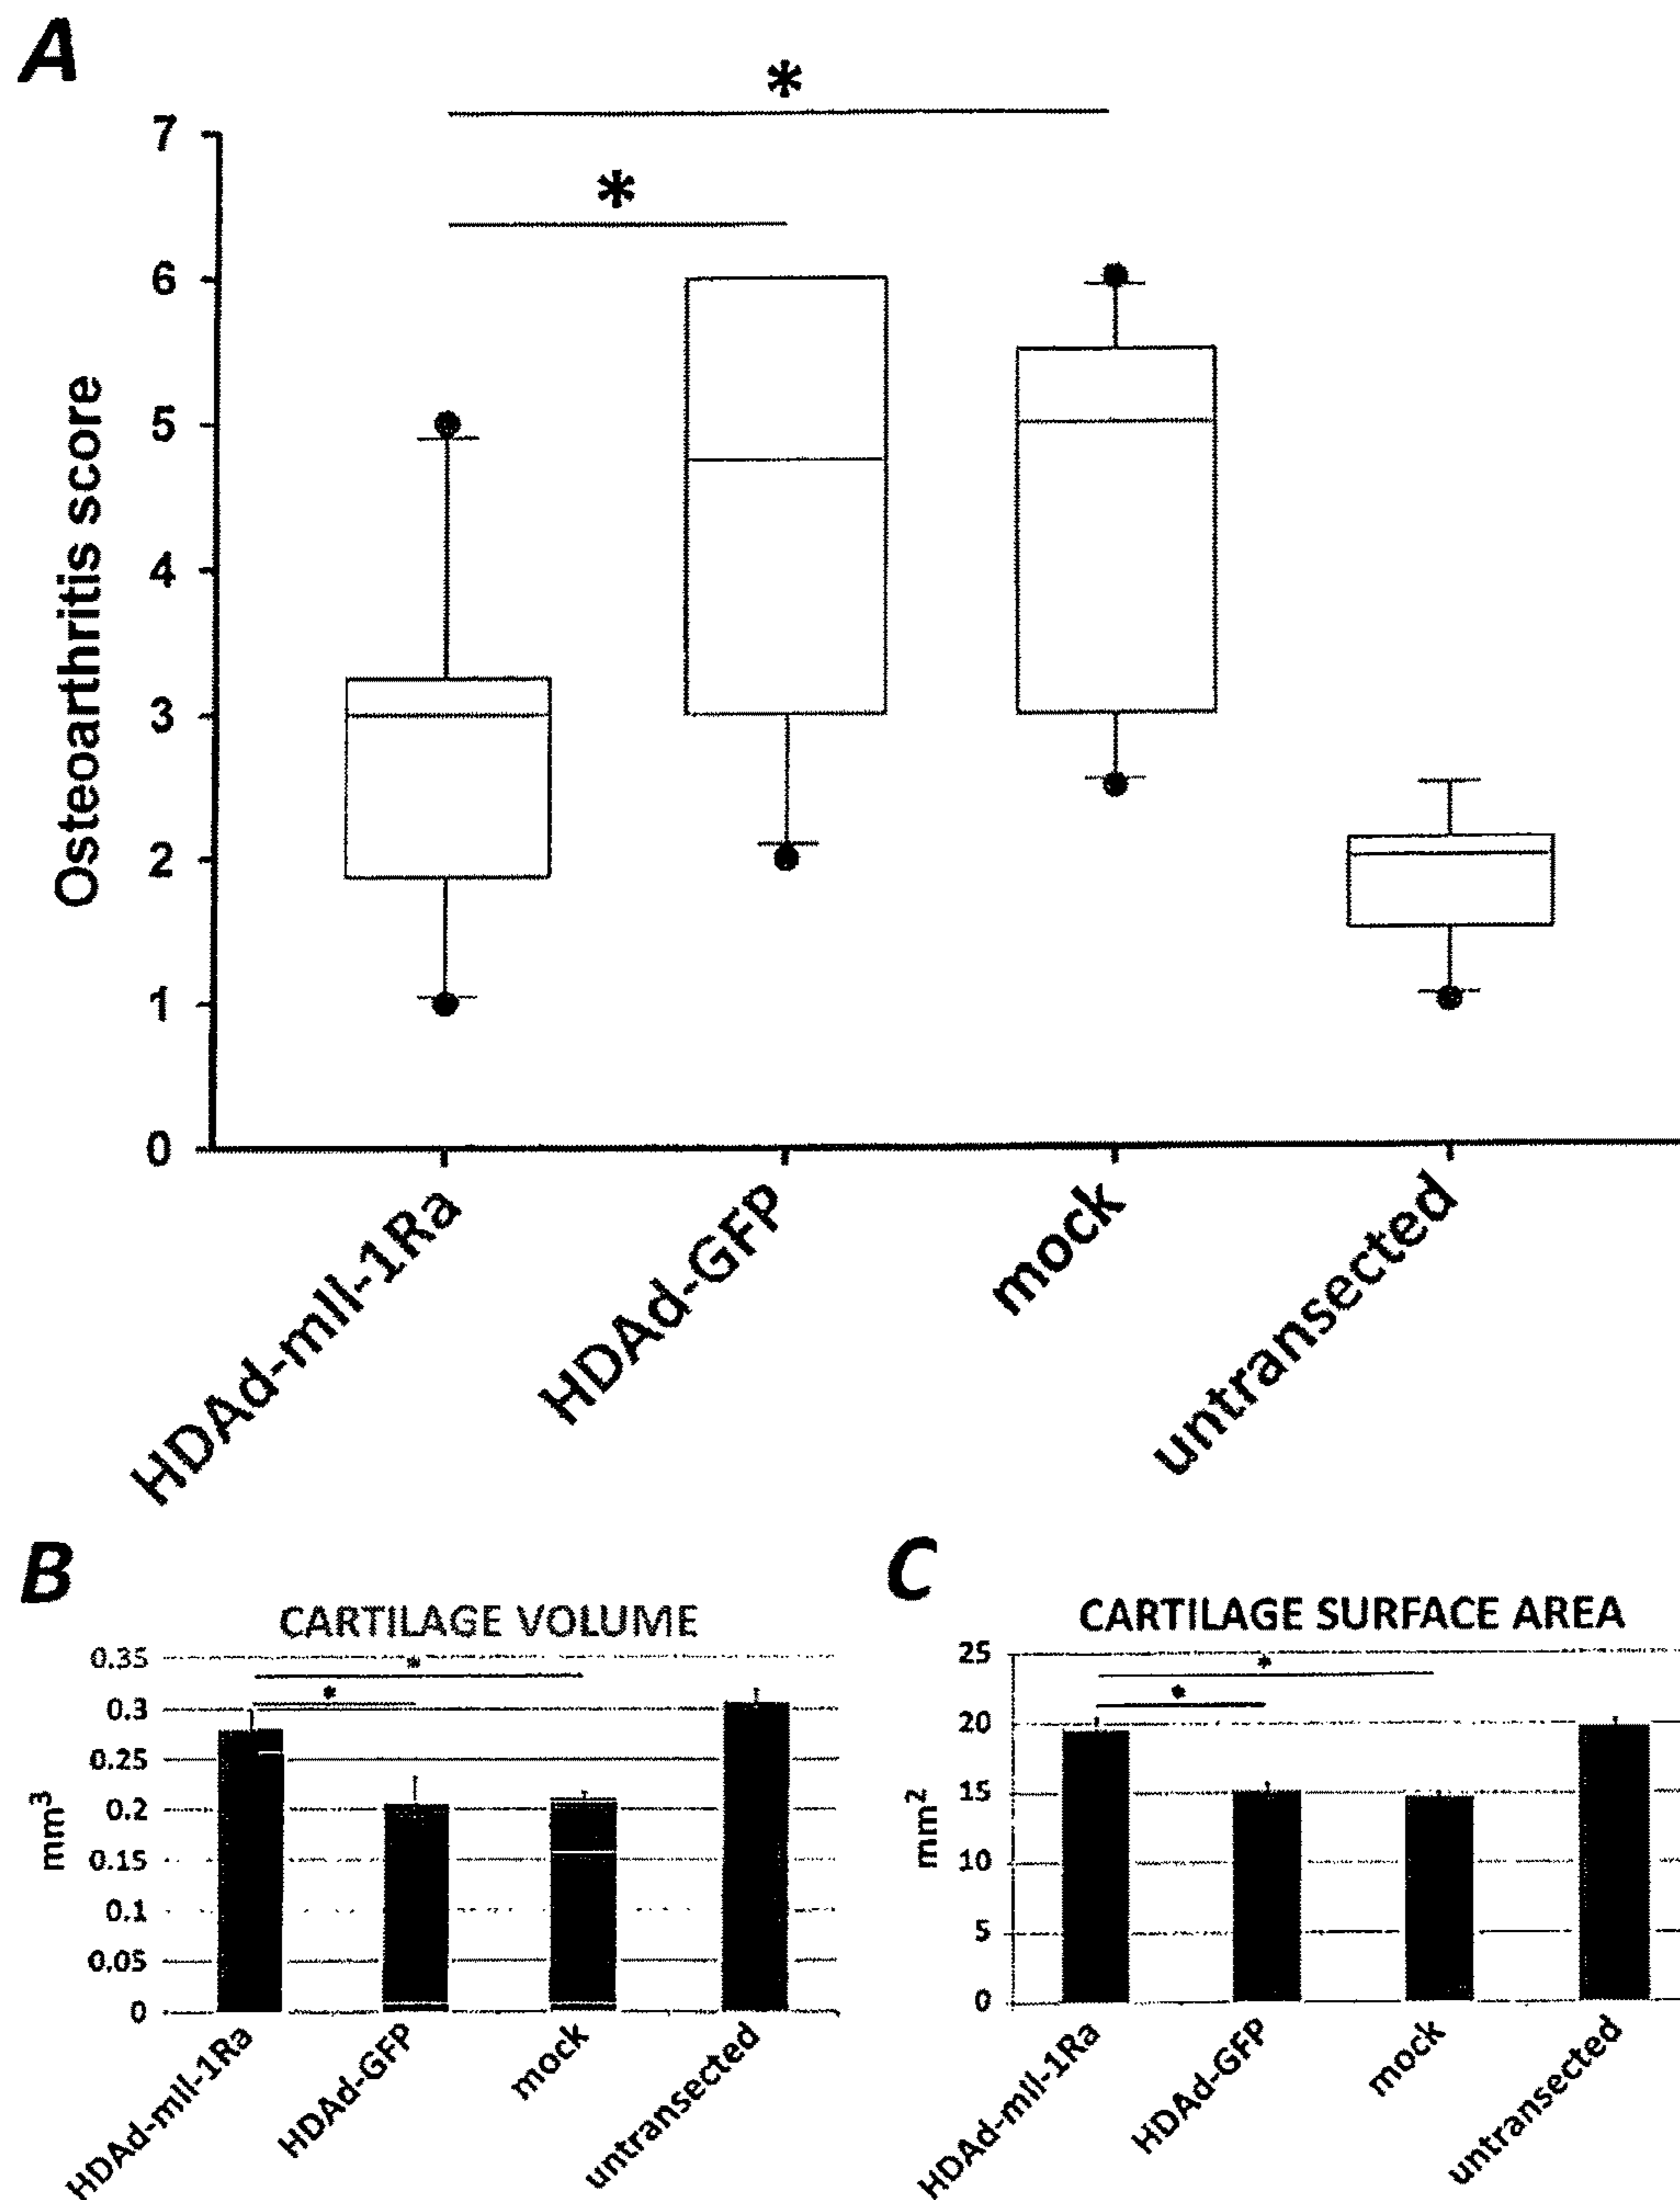 A
*
7
*
6
5
4
3
2
1
0
Osteoarthritis score
HDAd-mIl-1Ra
HDAd-GFP
mock
untransected
B
CARTILAGE VOLUME
0.35
*
*
0.3
0.25
0.2
0.15
0.1
0.05
0
mm³
HDAd-mIl-1Ra
HDAd-GFP
mock
untransected
C
CARTILAGE SURFACE AREA
25
*
*
20
15
10
5
0
mm²
HDAd-mIl-1Ra
HDAd-GFP
mock
untransected